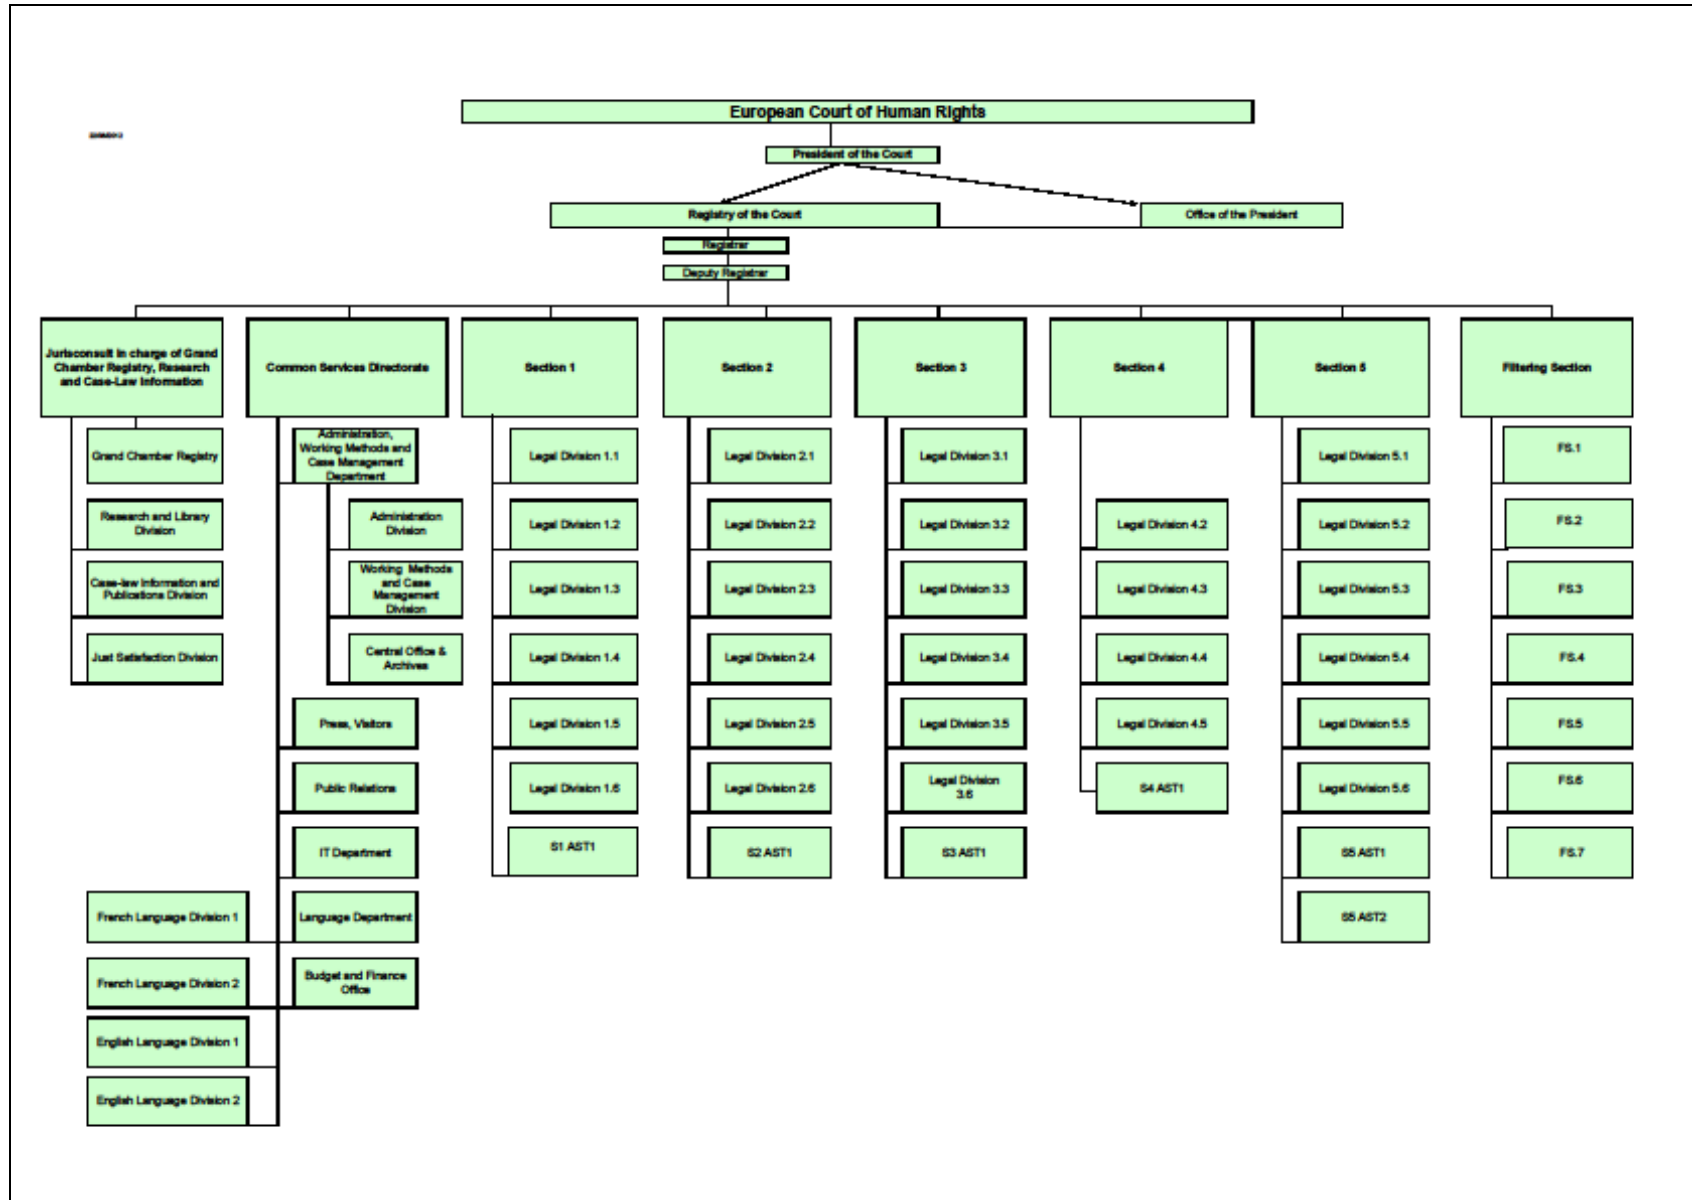 European Court of Human Rights
President of the Court
Registry of the Court
Office of the President
Registrar
Deputy Registrar
Jurisconsult in charge of Grand
Chamber Registry, Research
and Case-Law Information
Common Services Directorate
Section 1
Section 2
Section 3
Section 4
Section 5
Filtering Section
Grand Chamber Registry
Administration,
Working Methods and
Case Management
Department
Legal Division 1.1
Legal Division 2.1
Legal Division 3.1
Legal Division 5.1
FS.1
Research and Library
Division
Administration
Division
Legal Division 1.2
Legal Division 2.2
Legal Division 3.2
Legal Division 4.2
Legal Division 5.2
FS.2
Case-law Information and
Publications Division
Working Methods
and Case
Management
Division
Legal Division 1.3
Legal Division 2.3
Legal Division 3.3
Legal Division 4.3
Legal Division 5.3
FS.3
Just Satisfaction Division
Central Office &
Archives
Legal Division 1.4
Legal Division 2.4
Legal Division 3.4
Legal Division 4.4
Legal Division 5.4
FS.4
Press, Visitors
Legal Division 1.5
Legal Division 2.5
Legal Division 3.5
Legal Division 4.5
Legal Division 5.5
FS.5
Public Relations
Legal Division 1.6
Legal Division 2.6
Legal Division
3.6
S4 AST1
Legal Division 5.6
FS.6
IT Department
S1 AST1
S2 AST1
S3 AST1
S5 AST1
FS.7
French Language Division 1
Language Department
S5 AST2
French Language Division 2
Budget and Finance
Office
English Language Division 1
English Language Division 2